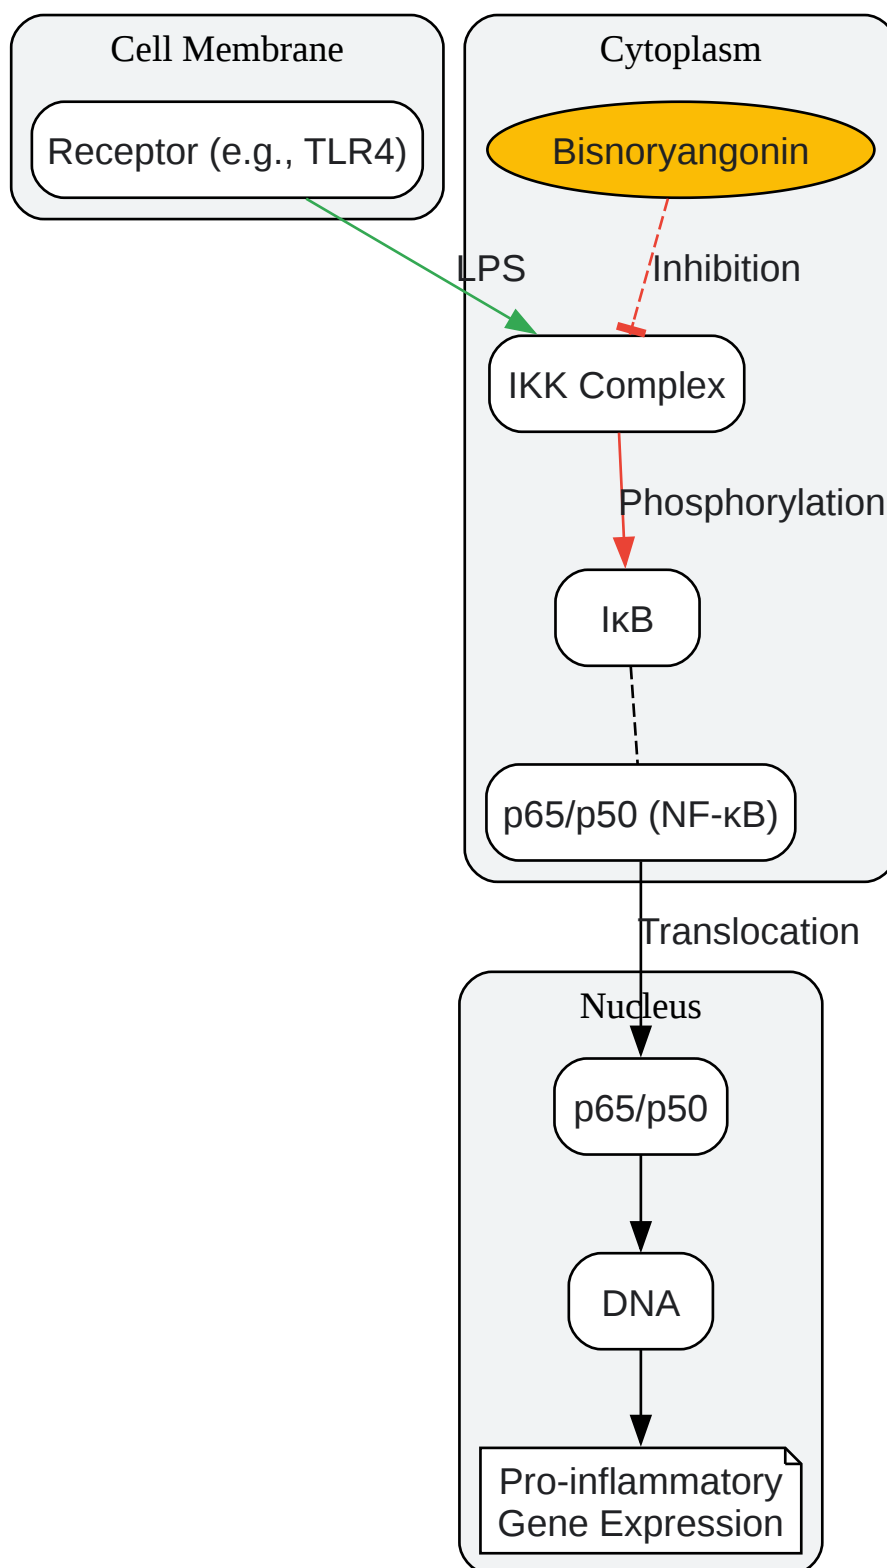 Cell Membrane
Receptor (e.g., TLR4)
Cytoplasm
Bisnoryangonin
LPS
Inhibition
IKK Complex
Phosphorylation
IκB
p65/p50 (NF-κB)
Translocation
Nucleus
p65/p50
DNA
Pro-inflammatory
Gene Expression